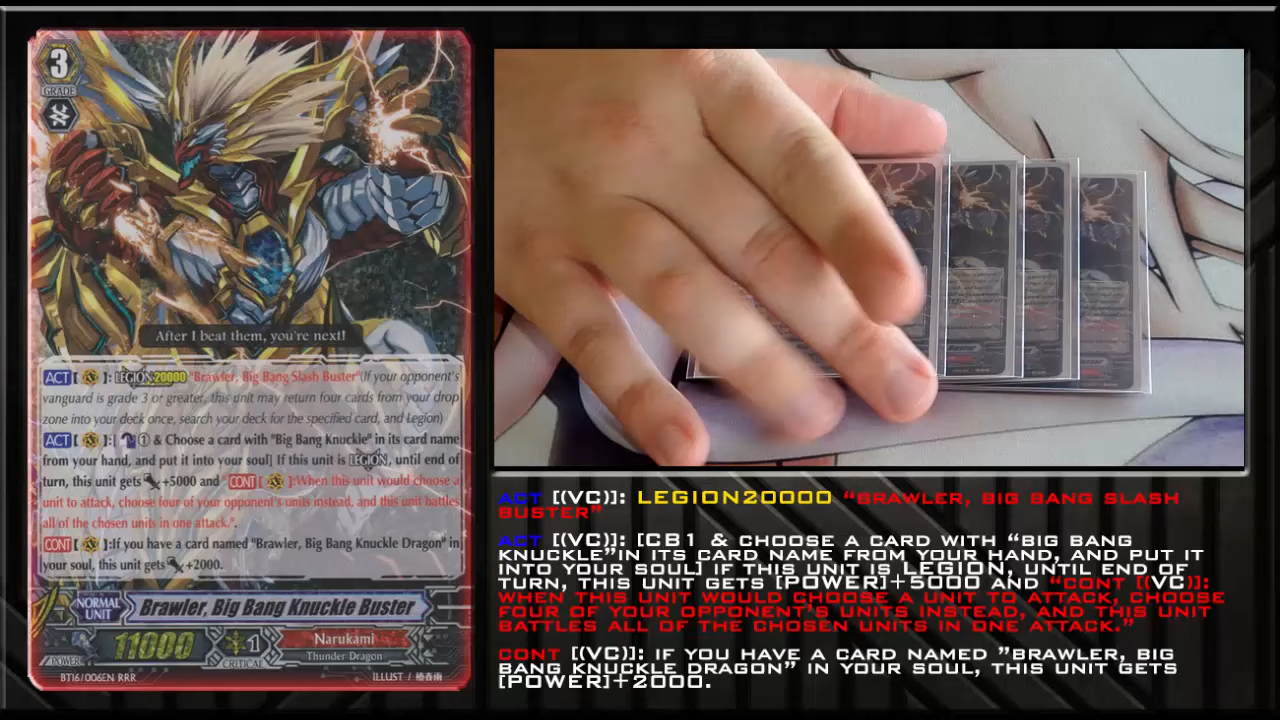 3
GRADE
After I beat them, you're next!
ACT [ ]: LEGION 20000 "Brawler, Big Bang Slash Buster"(If your opponent's
vanguard is grade 3 or greater, this unit may return four cards from your drop
zone into your deck once, search your deck for the specified card, and Legion)
ACT [ ]:[ 1 & Choose a card with "Big Bang Knuckle" in its card name
from your hand, and put it into your soul] If this unit is LEGION, until end of
turn, this unit gets +5000 and "CONT [ ]:When this unit would choose a
unit to attack, choose four of your opponent's units instead, and this unit battles
all of the chosen units in one attack.".
CONT [ ]:If you have a card named "Brawler, Big Bang Knuckle Dragon" in
your soul, this unit gets +2000.
NORMAL
UNIT
Brawler, Big Bang Knuckle Buster
POWER
11000
1
CRITICAL
Narukami
Thunder Dragon
BT16/006EN RRR
ILLUST / 椿春雨
ACT [(VC)]: LEGION20000 “BRAWLER, BIG BANG SLASH
BUSTER”
ACT [(VC)]: [CB1 & CHOOSE A CARD WITH “BIG BANG
KNUCKLE”IN ITS CARD NAME FROM YOUR HAND, AND PUT IT
INTO YOUR SOUL] IF THIS UNIT IS LEGION, UNTIL END OF
TURN, THIS UNIT GETS [POWER]+5000 AND “CONT [(VC)]:
WHEN THIS UNIT WOULD CHOOSE A UNIT TO ATTACK, CHOOSE
FOUR OF YOUR OPPONENT'S UNITS INSTEAD, AND THIS UNIT
BATTLES ALL OF THE CHOSEN UNITS IN ONE ATTACK.”
CONT [(VC)]: IF YOU HAVE A CARD NAMED ”BRAWLER, BIG
BANG KNUCKLE DRAGON” IN YOUR SOUL, THIS UNIT GETS
[POWER]+2000.